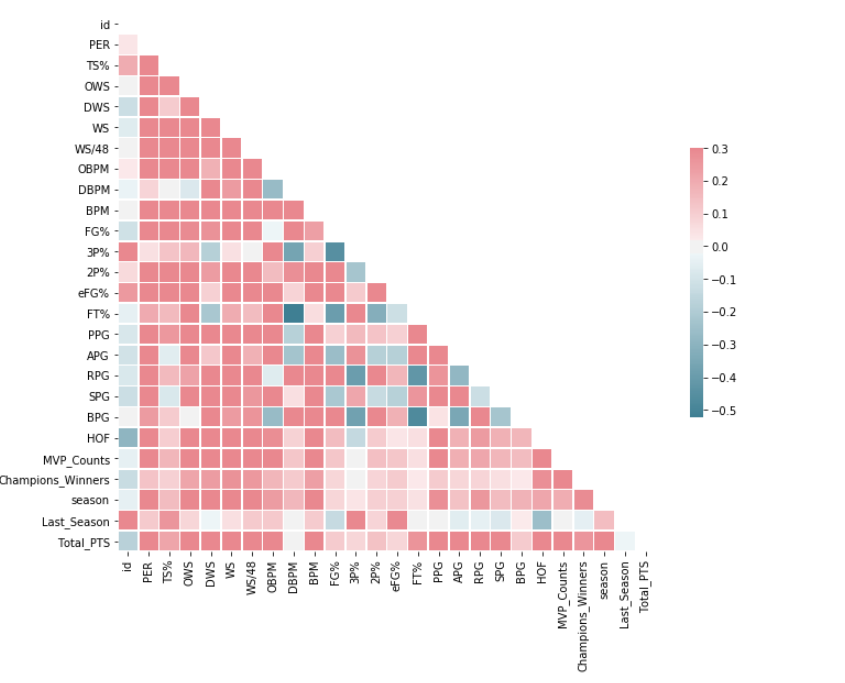 id
PER
TS%
OWS
DWS
WS
WS/48
OBPM
DBPM
BPM
FG%
3P%
2P%
eFG%
FT%
PPG
APG
RPG
SPG
BPG
HOF
MVP_Counts
Champions_Winners
season
Last_Season
Total_PTS
id
PER
TS%
OWS
DWS
WS
WS/48
OBPM
DBPM
BPM
FG%
3P%
2P%
eFG%
FT%
PPG
APG
RPG
SPG
BPG
HOF
MVP_Counts
Champions_Winners
season
Last_Season
Total_PTS
0.3
0.2
0.1
0.0
−0.1
−0.2
−0.3
−0.4
−0.5